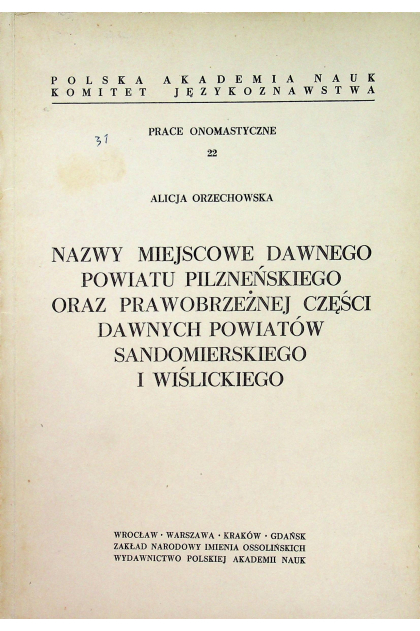 POLSKA AKADEMIA NAUK
KOMITET JĘZYKOZNAWSTWA
31
PRACE ONOMASTYCZNE
22
ALICJA ORZECHOWSKA
NAZWY MIEJSCOWE DAWNEGO
POWIATU PILZNEŃSKIEGO
ORAZ PRAWOBRZEŻNEJ CZĘŚCI
DAWNYCH POWIATÓW
SANDOMIERSKIEGO
I WIŚLICKIEGO
WROCŁAW · WARSZAWA · KRAKÓW · GDAŃSK
ZAKŁAD NARODOWY IMIENIA OSSOLIŃSKICH
WYDAWNICTWO POLSKIEJ AKADEMII NAUK